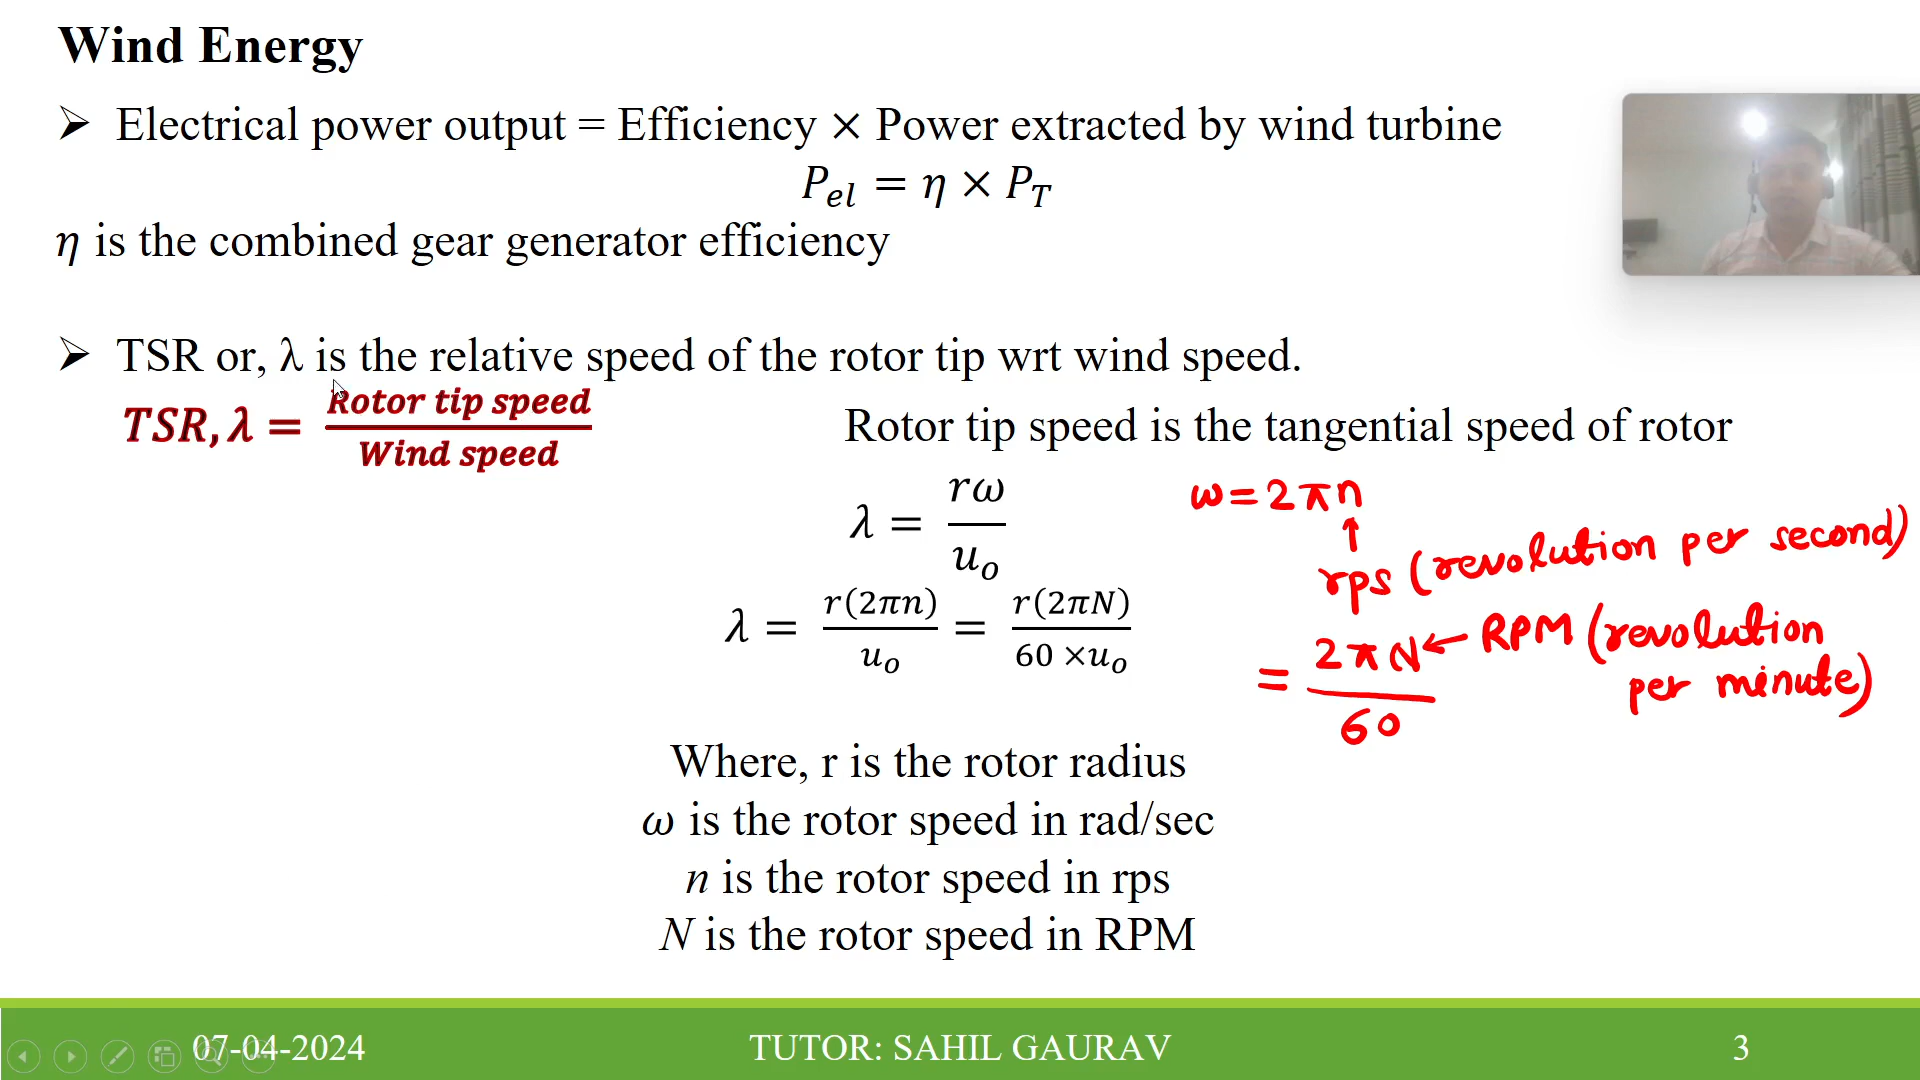 Wind Energy
➢ Electrical power output = Efficiency × Power extracted by wind turbine
P_el = η × P_T
η is the combined gear generator efficiency
➢ TSR or, λ is the relative speed of the rotor tip wrt wind speed.
TSR, λ = Rotor tip speed / Wind speed
Rotor tip speed is the tangential speed of rotor
λ = rω / u_o
λ = r(2πn) / u_o = r(2πN) / 60 ×u_o
ω = 2πn
↑
rps (revolution per second)
= 2πN / 60 ← RPM (revolution
per minute)
Where, r is the rotor radius
ω is the rotor speed in rad/sec
n is the rotor speed in rps
N is the rotor speed in RPM
07-04-2024
TUTOR: SAHIL GAURAV
3